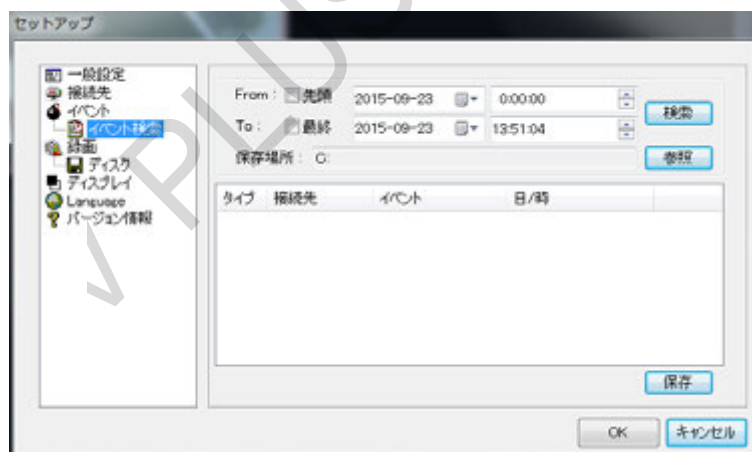 セットアップ
一般設定
接続先
イベント
イベント検索
録画
ディスク
ディスプレイ
Language
バージョン情報
From : 先頭 2015-09-23 0:00:00 検索
To : 最終 2015-09-23 13:51:04
保存場所 : C: 参照
タイプ 接続先 イベント 日/時
保存
OK キャンセル
V PLUS